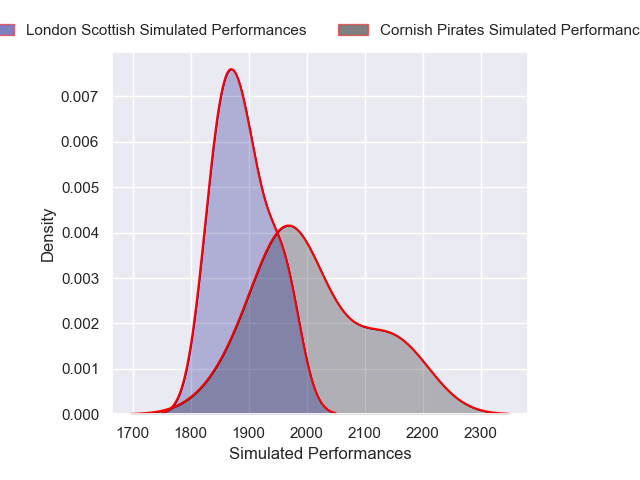 London Scottish Simulated Performances
Cornish Pirates Simulated Performanc
0.007
0.006
0.005
0.004
0.003
0.002
0.001
0.000
Density
1700 1800 1900 2000 2100 2200 2300
Simulated Performances